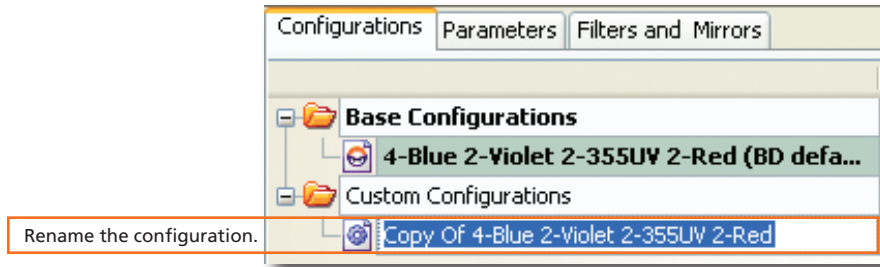 Configurations Parameters Filters and Mirrors
Base Configurations
4-Blue 2-Violet 2-355UV 2-Red (BD defa...
Custom Configurations
Rename the configuration. Copy Of 4-Blue 2-Violet 2-355UV 2-Red